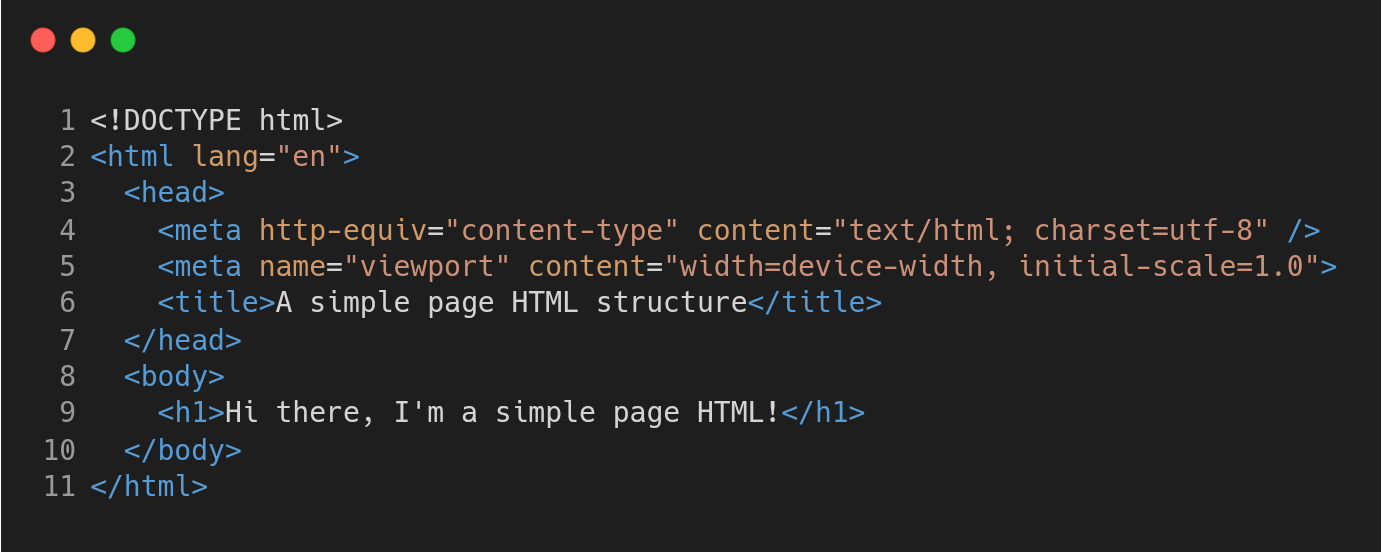 1 <!DOCTYPE html>
2 <html lang="en">
3   <head>
4     <meta http-equiv="content-type" content="text/html; charset=utf-8" />
5     <meta name="viewport" content="width=device-width, initial-scale=1.0">
6     <title>A simple page HTML structure</title>
7   </head>
8   <body>
9     <h1>Hi there, I'm a simple page HTML!</h1>
10   </body>
11 </html>